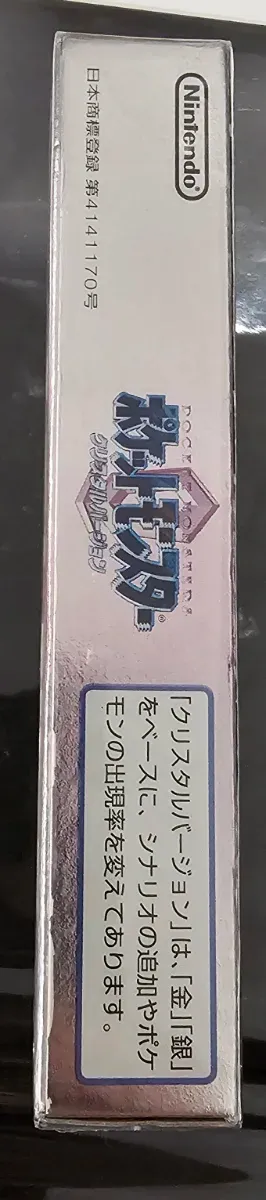 Nintendo®
日本商標登録 第4141170号
POCKET MONSTERS
ポケットモンスター®
クリスタルバージョン
「クリスタルバージョン」は、「金」「銀」
をベースに、シナリオの追加やポケ
モンの出現率を変えてあります。